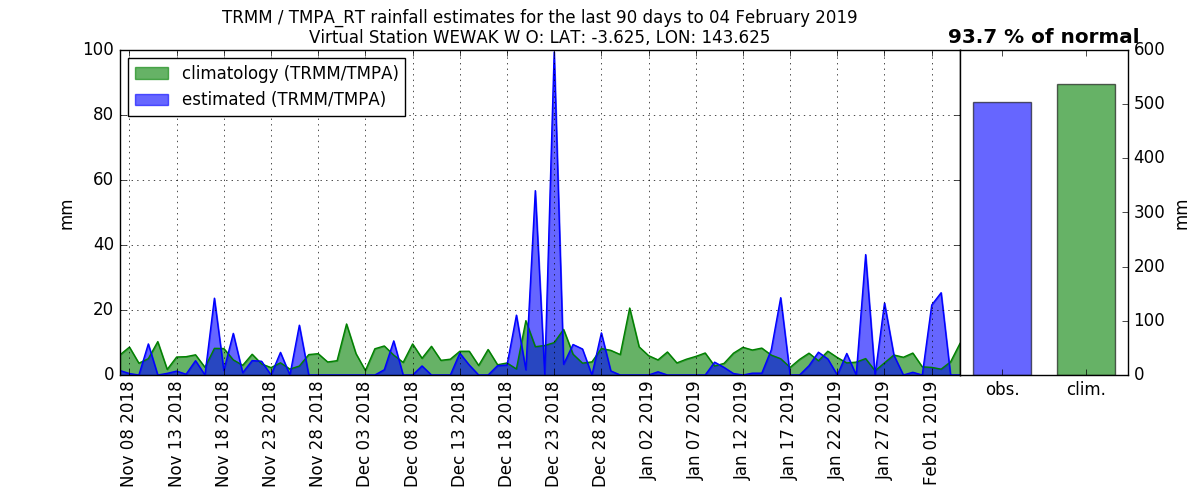 TRMM / TMPA_RT rainfall estimates for the last 90 days to 04 February 2019
Virtual Station WEWAK W O: LAT: -3.625, LON: 143.625
93.7 % of normal
climatology (TRMM/TMPA)
estimated (TRMM/TMPA)
100
80
60
40
20
0
mm
Nov 08 2018
Nov 13 2018
Nov 18 2018
Nov 23 2018
Nov 28 2018
Dec 03 2018
Dec 08 2018
Dec 13 2018
Dec 18 2018
Dec 23 2018
Dec 28 2018
Jan 02 2019
Jan 07 2019
Jan 12 2019
Jan 17 2019
Jan 22 2019
Jan 27 2019
Feb 01 2019
obs.
clim.
600
500
400
300
200
100
0
mm